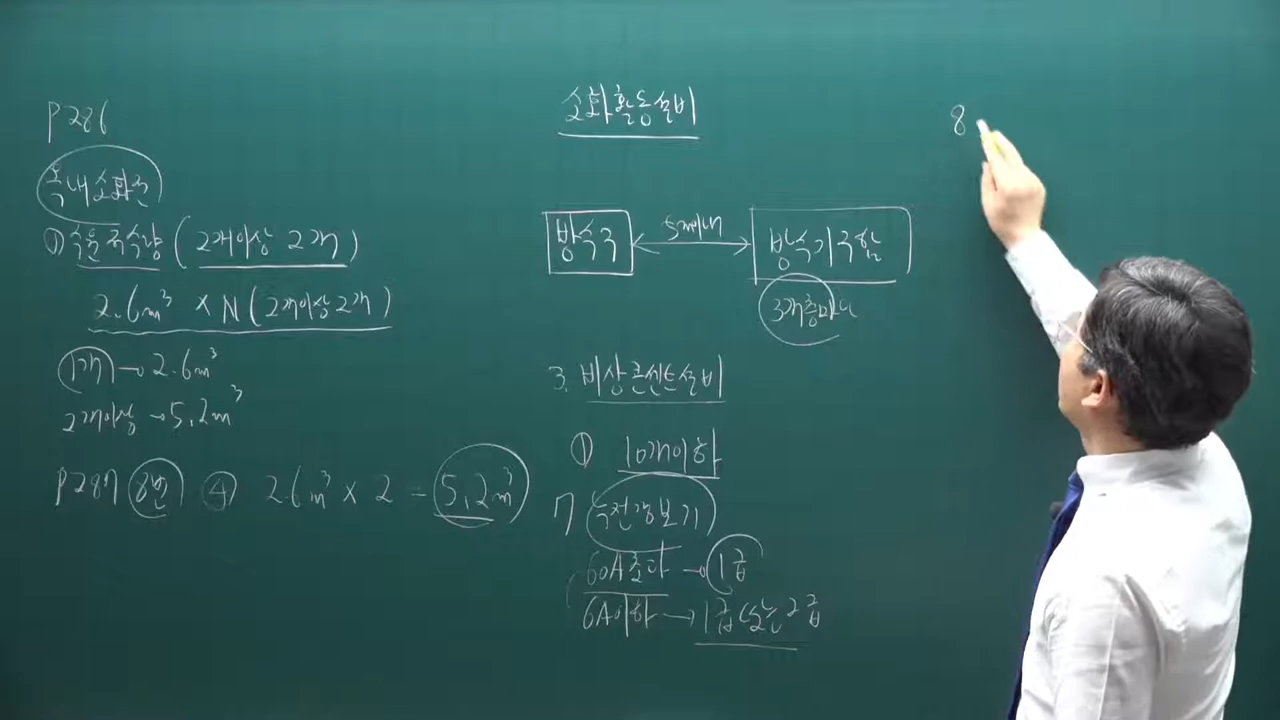 P286
옥내소화전
① 수원 저수량 (2개이상 2개)
2.6m³ × N (2개이상 2개)
1개 → 2.6m³
2개이상 → 5.2m³
P287 8번 ④ 2.6m³ × 2 = 5.2m³
소화활동설비
방수구 5m이내 방수기구함
3개층마다
3. 비상콘센트설비
① 10개이하
7 누전경보기
60A초과 → 1급
6A이하 → 1급 또는 2급
8